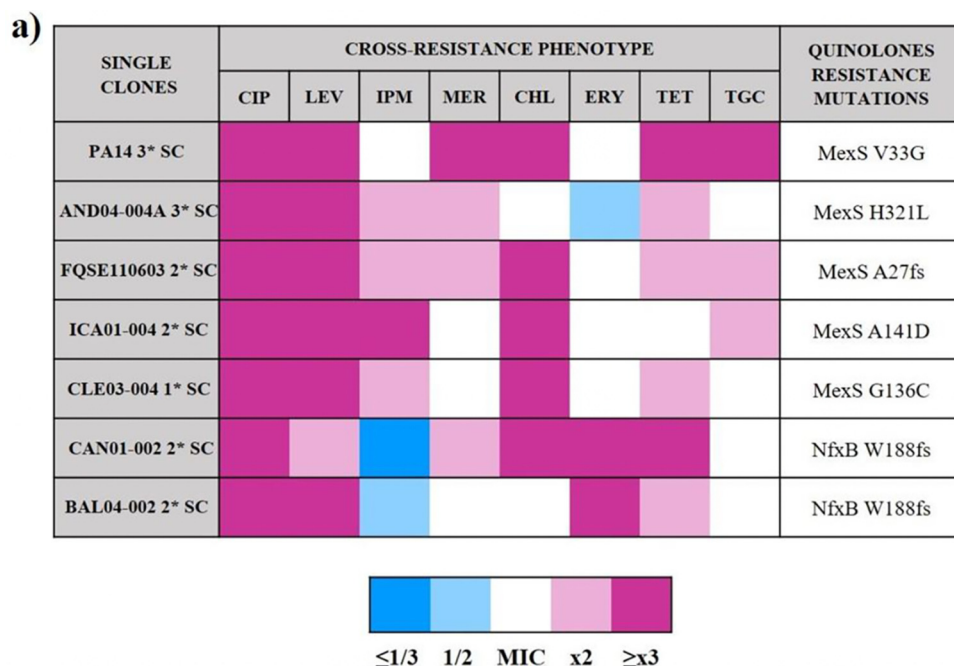 a)
SINGLE CLONES
CROSS-RESISTANCE PHENOTYPE
QUINOLONES RESISTANCE MUTATIONS
CIP LEV IPM MER CHL ERY TET TGC
PA14 3* SC MexS V33G
AND04-004A 3* SC MexS H321L
FQSE110603 2* SC MexS A27fs
ICA01-004 2* SC MexS A141D
CLE03-004 1* SC MexS G136C
CAN01-002 2* SC NfxB W188fs
BAL04-002 2* SC NfxB W188fs
≤1/3 1/2 MIC x2 ≥x3